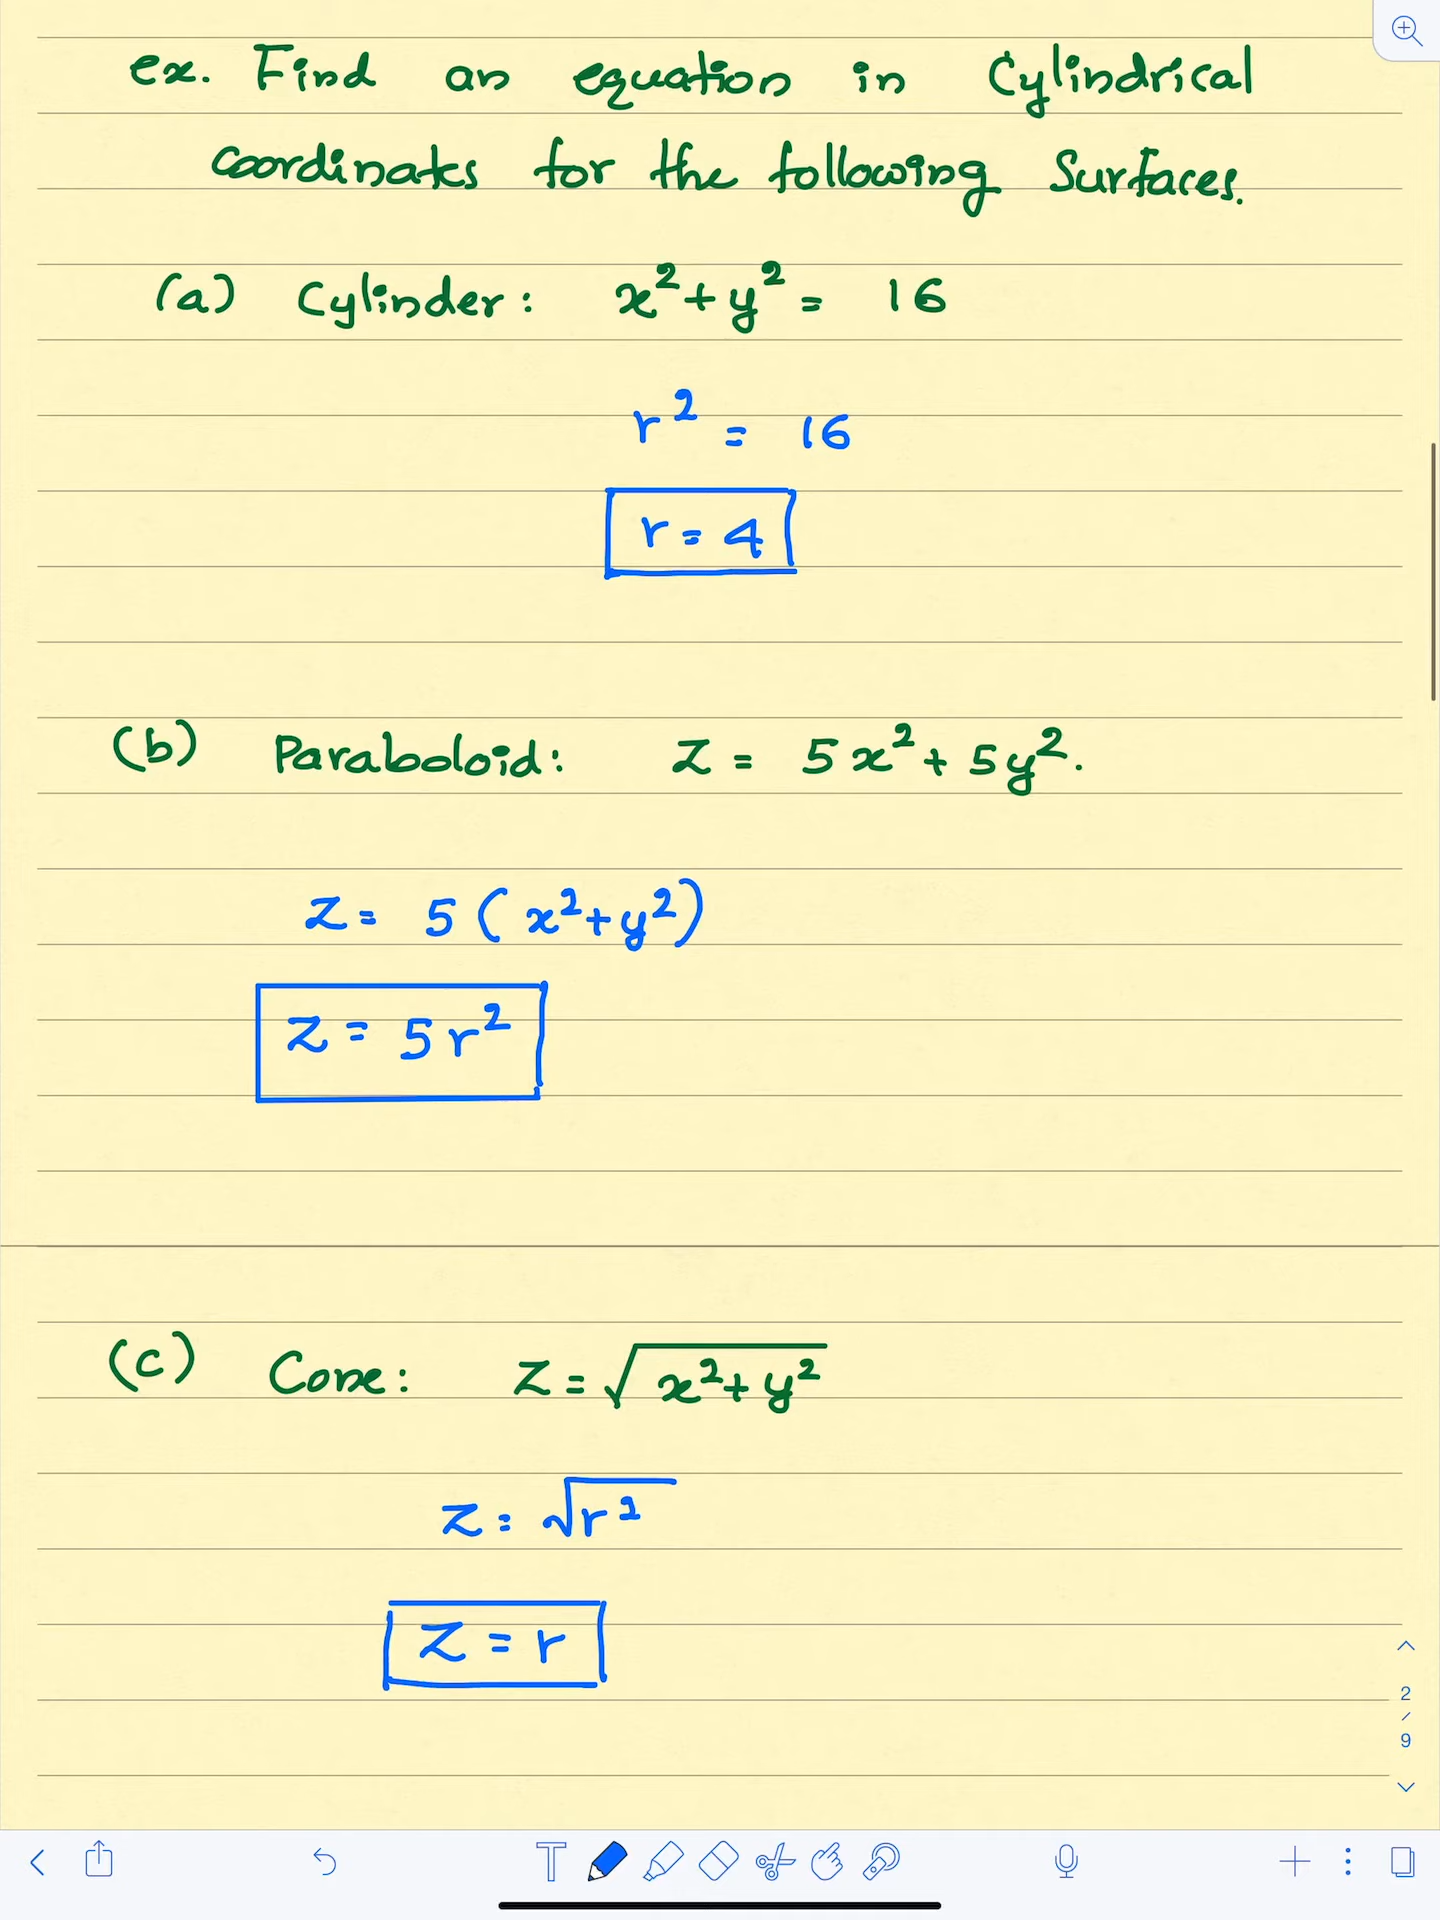 ex. Find an equation in Cylindrical
coordinates for the following Surfaces.
(a) Cylinder: x² + y² = 16
r² = 16
r = 4
(b) Paraboloid: z = 5x² + 5y².
z = 5(x² + y²)
z = 5r²
(c) Cone: z = √(x² + y²)
z = √r²
z = r
2
/
9
T